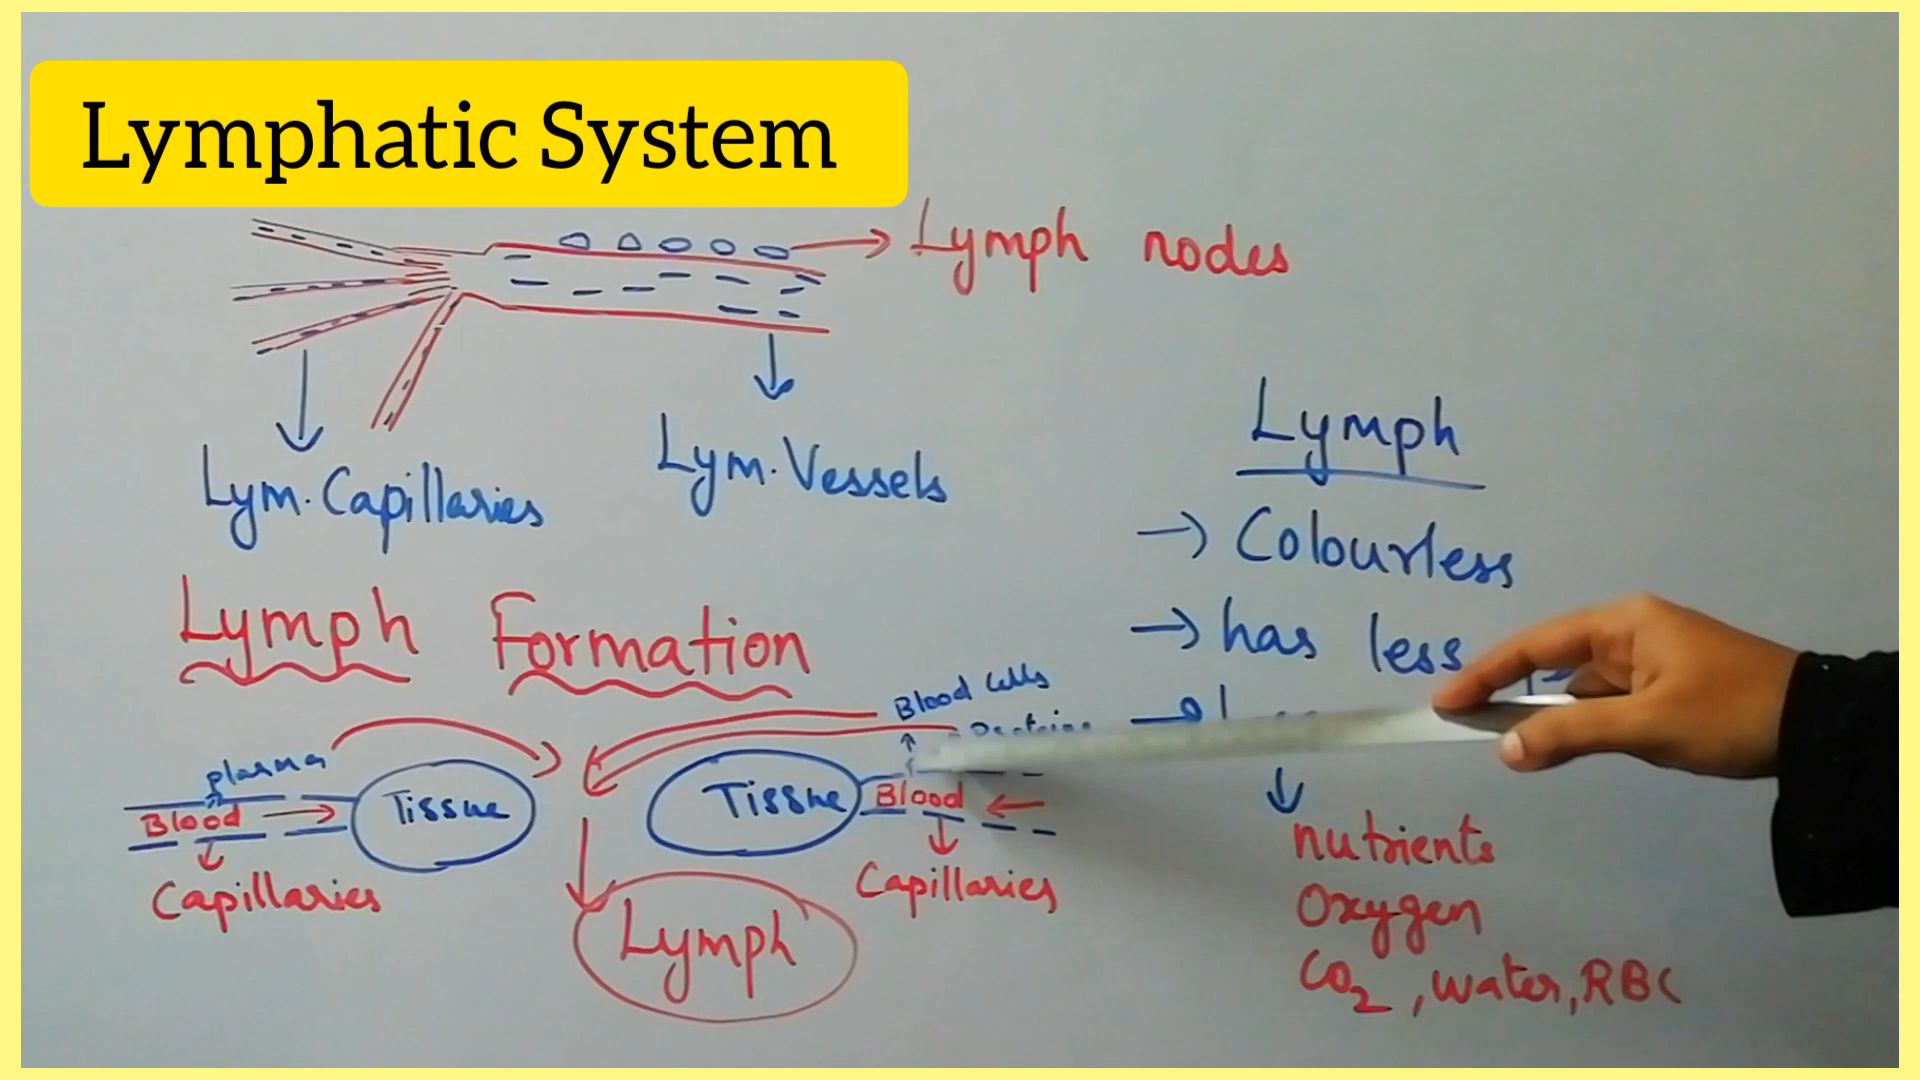 Lymphatic System
Lymph nodes
Lym. Capillaries
Lym. Vessels
Lymph Formation
Blood cells
Proteins
plasma
Blood
Tissue
Capillaries
Tissue
Blood
Capillaries
Lymph
Lymph
→ Colourless
→ has less
nutrients
Oxygen
CO2, water, RBC